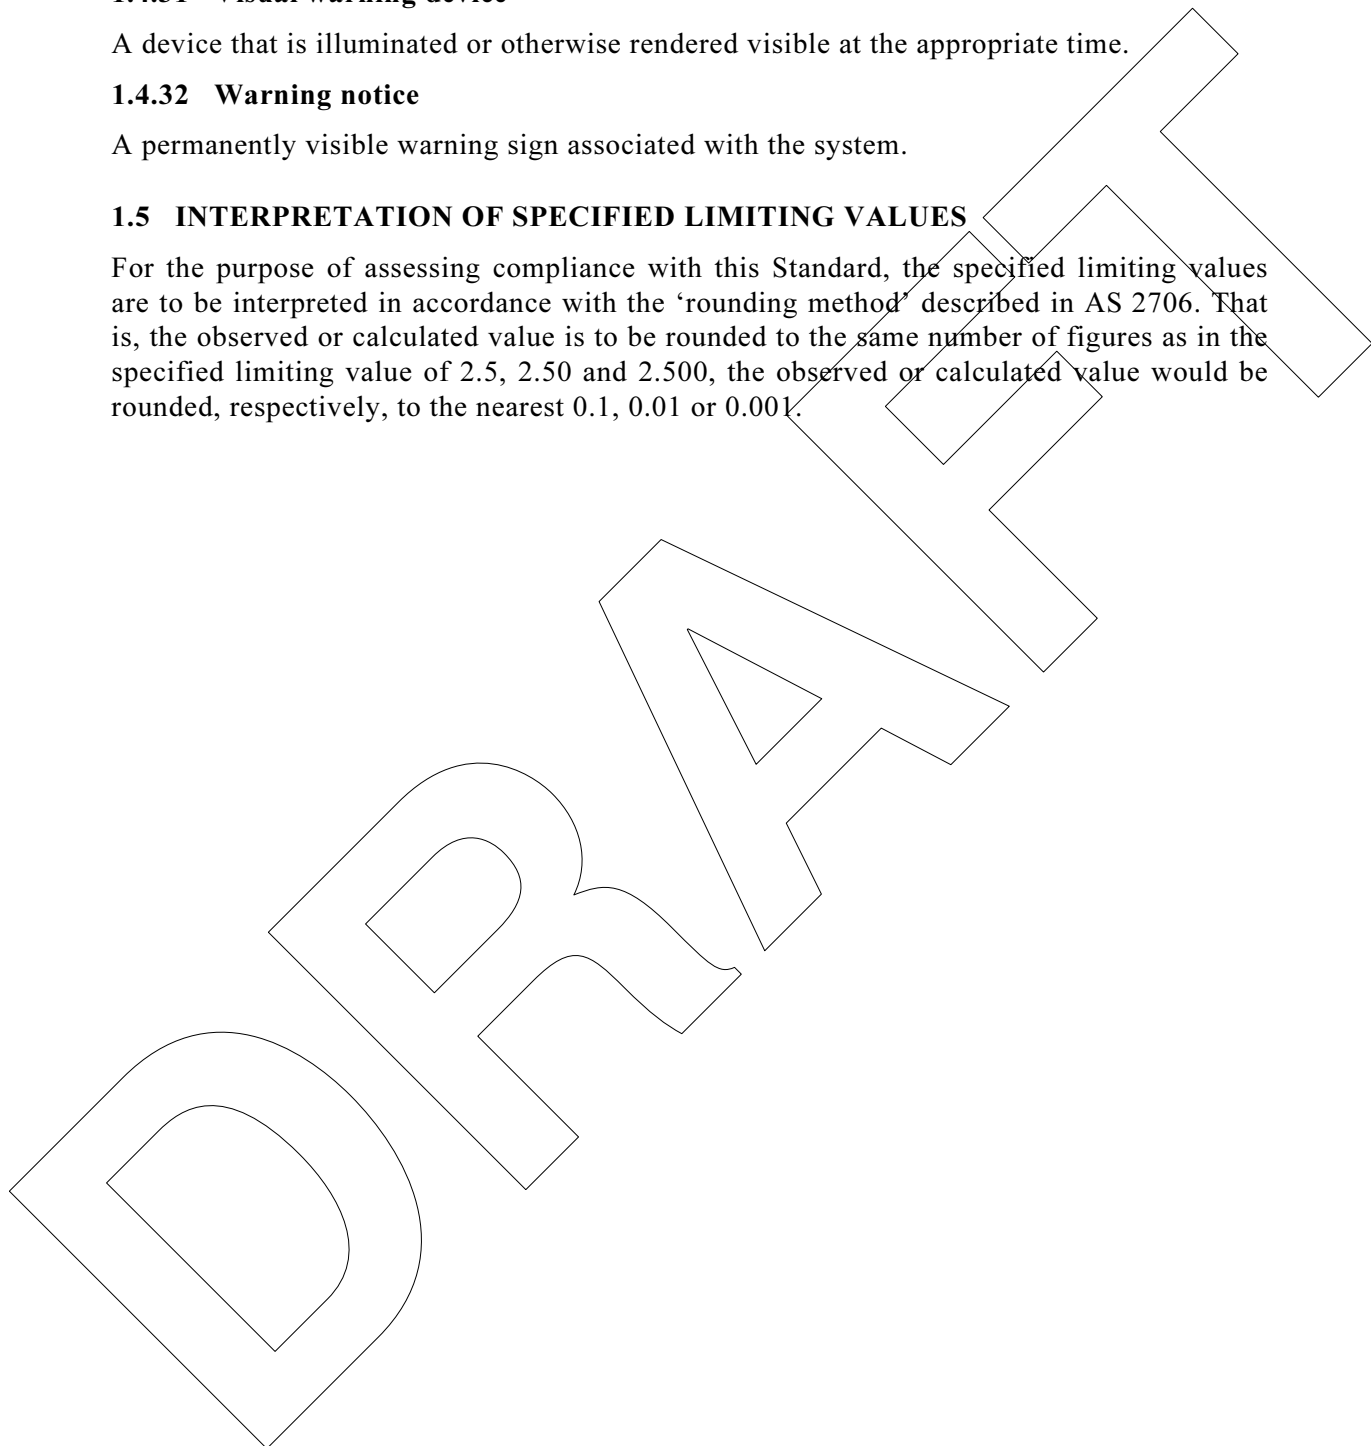 1.4.31 Visual warning device
A device that is illuminated or otherwise rendered visible at the appropriate time.
1.4.32 Warning notice
A permanently visible warning sign associated with the system.
1.5 INTERPRETATION OF SPECIFIED LIMITING VALUES
For the purpose of assessing compliance with this Standard, the specified limiting values
are to be interpreted in accordance with the ‘rounding method’ described in AS 2706. That
is, the observed or calculated value is to be rounded to the same number of figures as in the
specified limiting value of 2.5, 2.50 and 2.500, the observed or calculated value would be
rounded, respectively, to the nearest 0.1, 0.01 or 0.001.
DRAFT